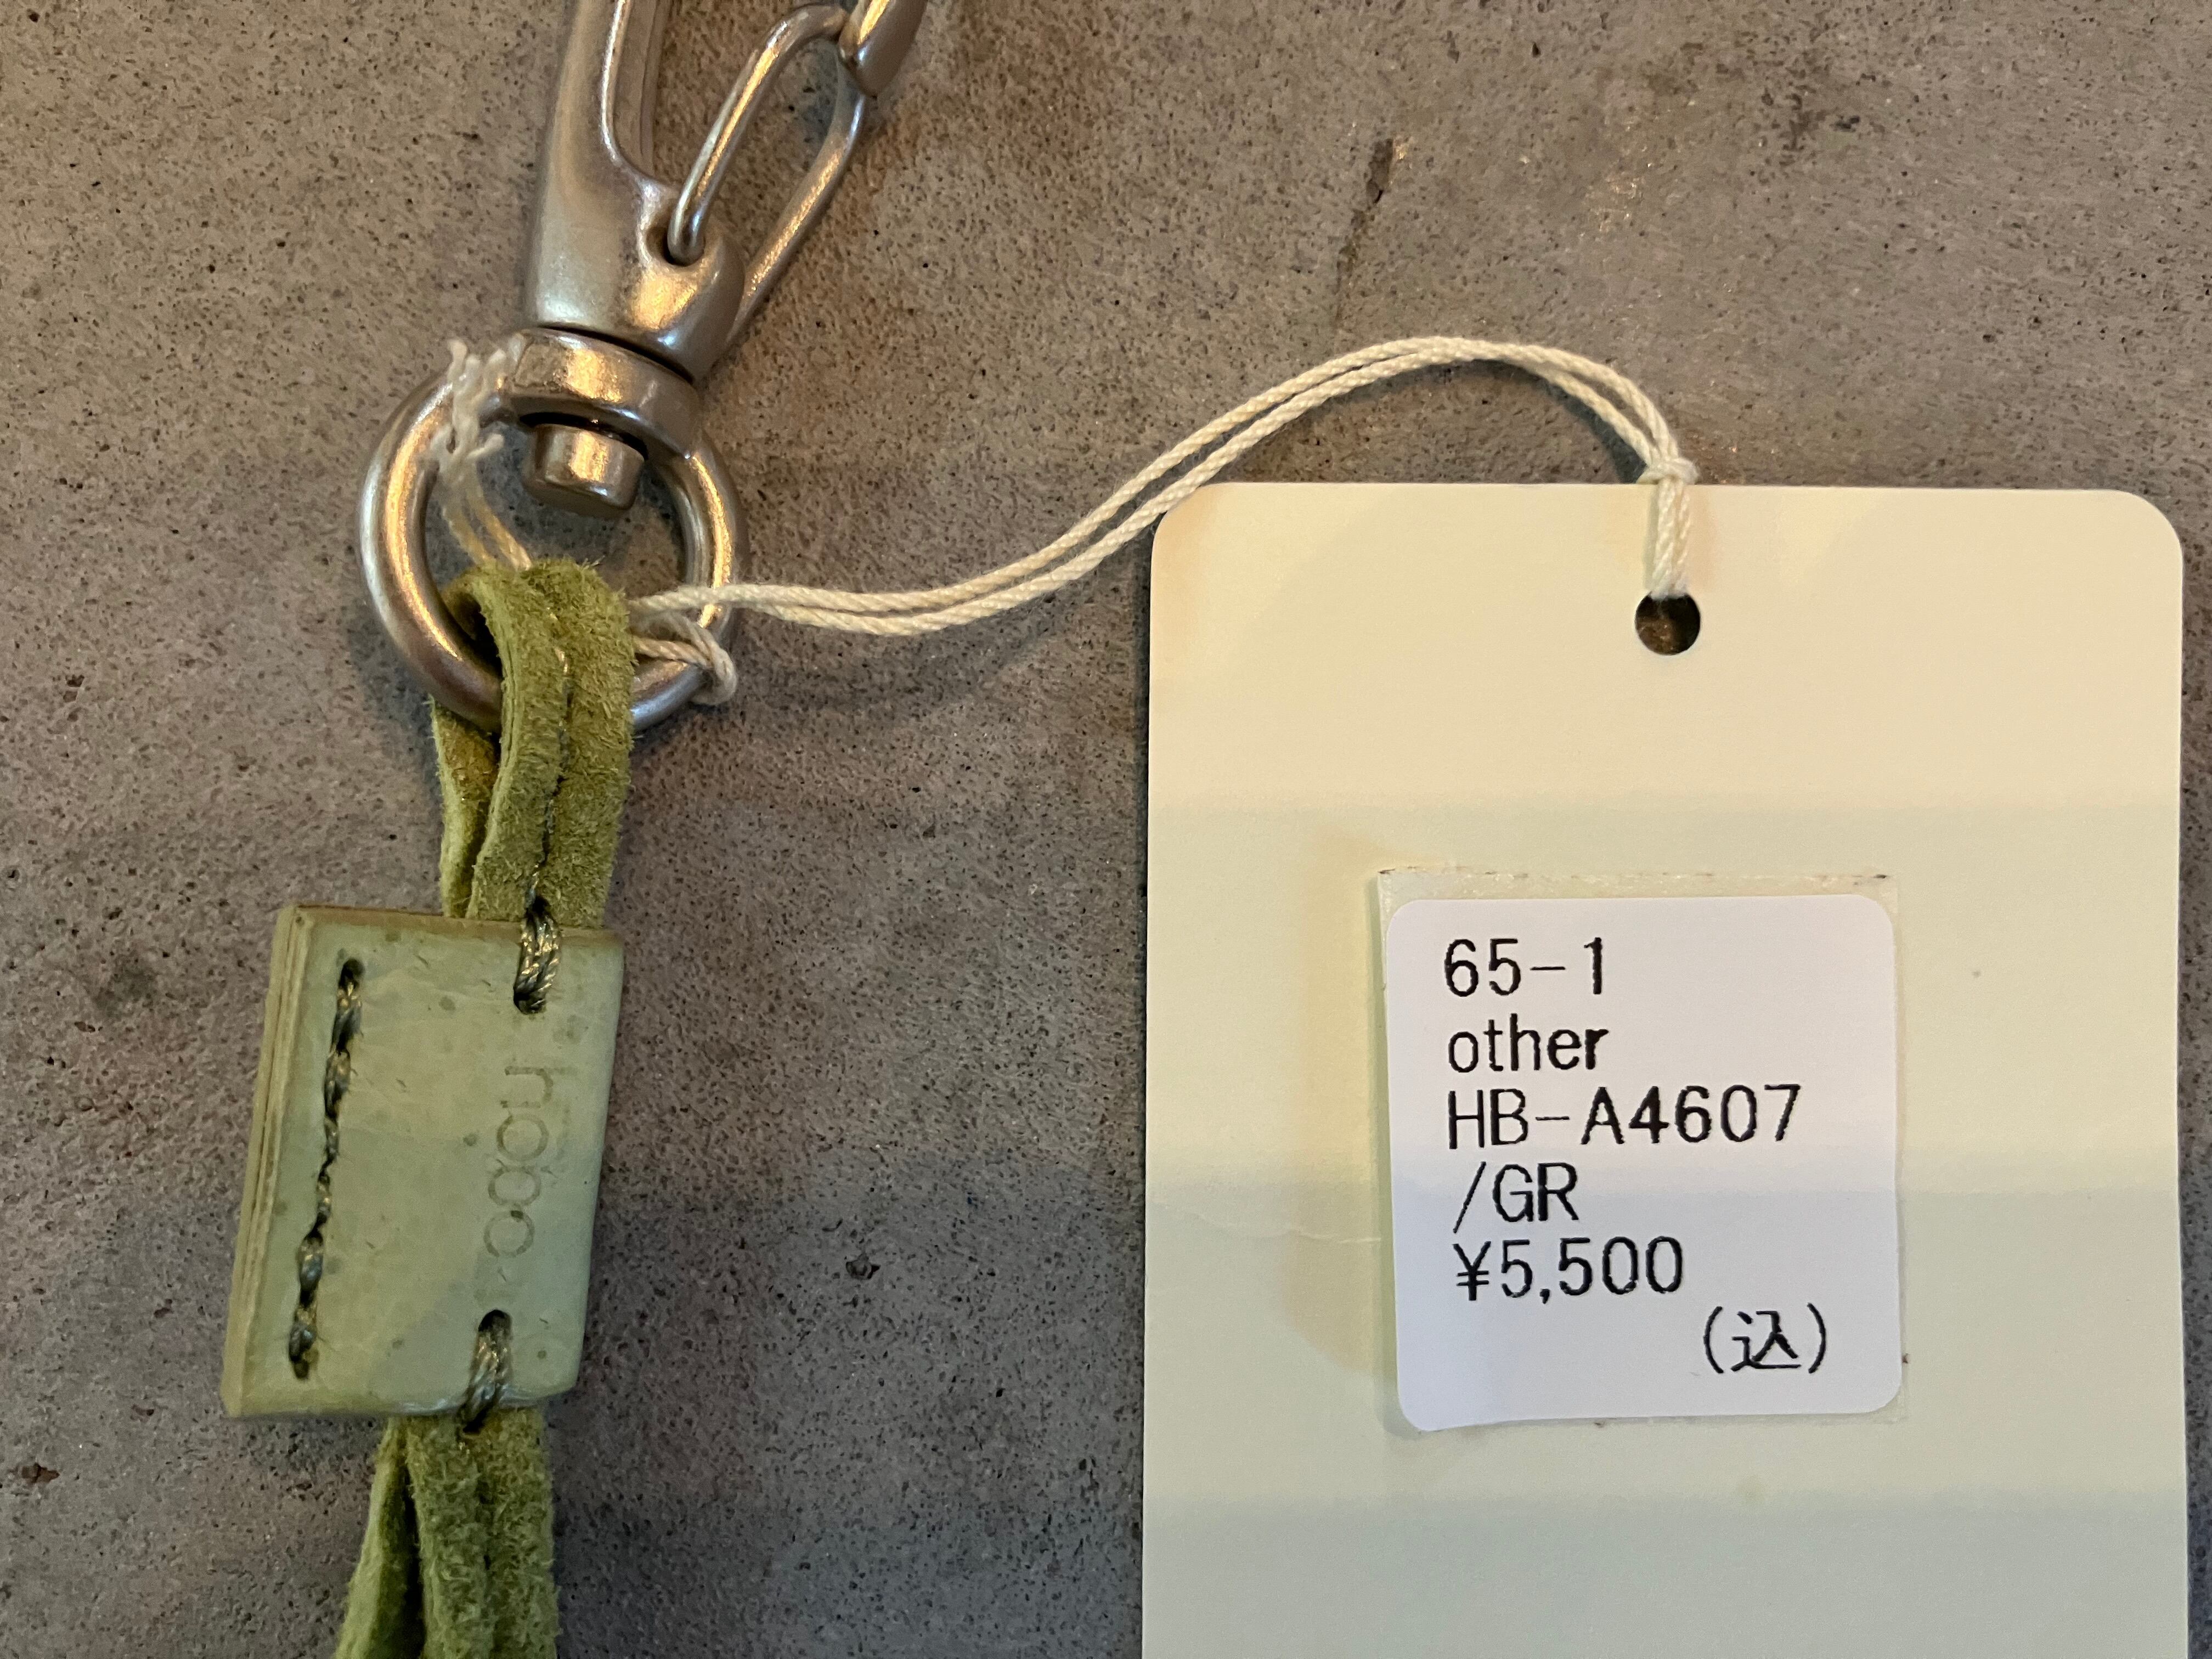 hobo
65-1
other
HB-A4607
/GR
¥5,500
(込)